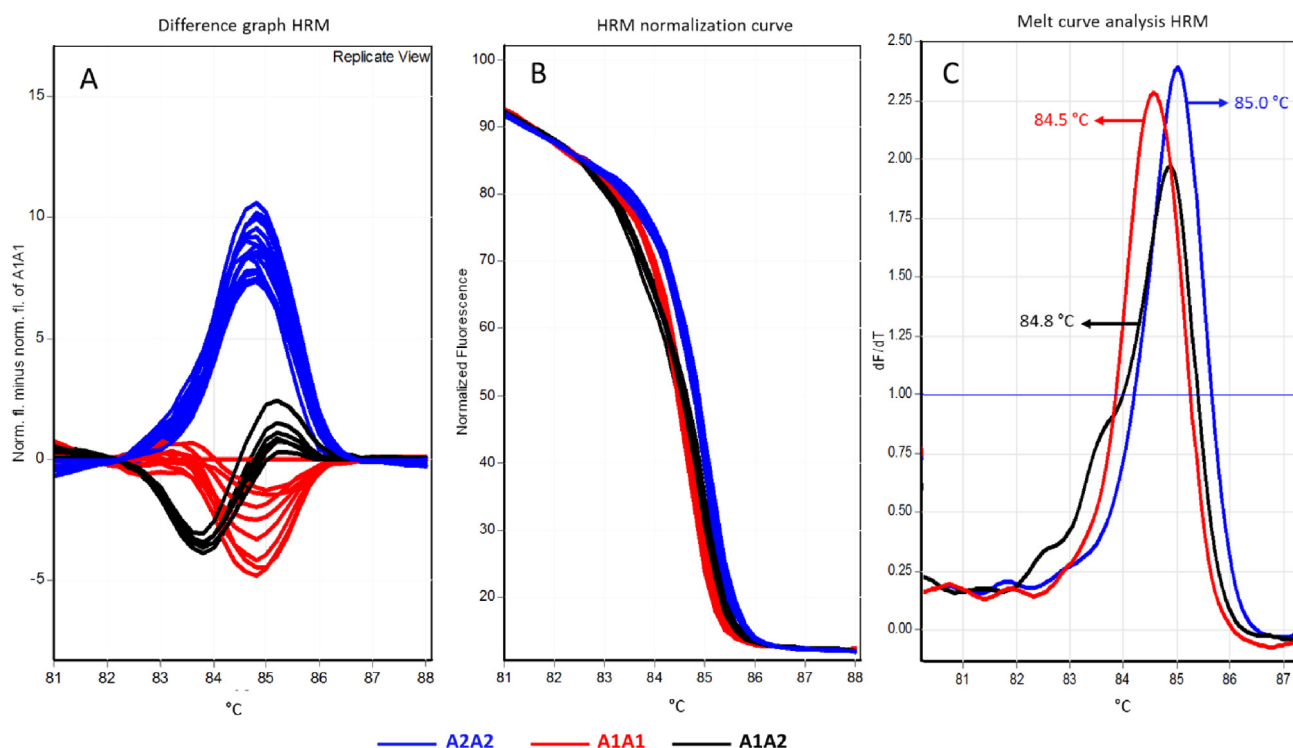 Difference graph HRM
Replicate View
A
15
10
5
0
-5
Norm. fl. minus norm. fl. of A1A1
81 82 83 84 85 86 87 88
°C
HRM normalization curve
B
100
90
80
70
60
50
40
30
20
Normalized Fluorescence
81 82 83 84 85 86 87 88
°C
Melt curve analysis HRM
C
2.50
2.25
2.00
1.75
1.50
1.25
1.00
0.75
0.50
0.25
0.00
dF/dT
84.5 °C
85.0 °C
84.8 °C
81 82 83 84 85 86 87
°C
A2A2 A1A1 A1A2